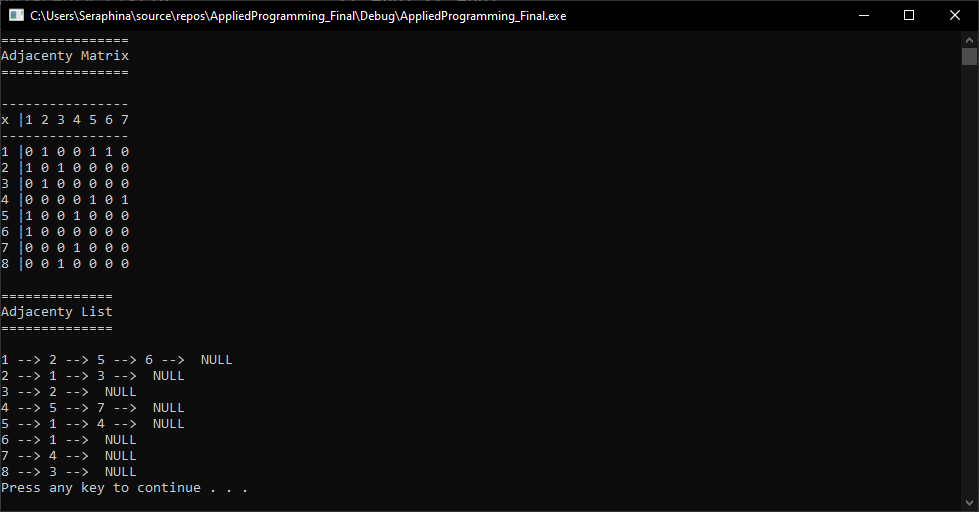 C:\Users\Seraphina\source\repos\AppliedProgramming_Final\Debug\AppliedProgramming_Final.exe
================
Adjacenty Matrix
================
----------------
x |1 2 3 4 5 6 7
----------------
1 |0 1 0 0 1 1 0
2 |1 0 1 0 0 0 0
3 |0 1 0 0 0 0 0
4 |0 0 0 0 1 0 1
5 |1 0 0 1 0 0 0
6 |1 0 0 0 0 0 0
7 |0 0 0 1 0 0 0
8 |0 0 1 0 0 0 0
==============
Adjacenty List
==============
1 --> 2 --> 5 --> 6 -->  NULL
2 --> 1 --> 3 -->  NULL
3 --> 2 -->  NULL
4 --> 5 --> 7 -->  NULL
5 --> 1 --> 4 -->  NULL
6 --> 1 -->  NULL
7 --> 4 -->  NULL
8 --> 3 -->  NULL
Press any key to continue . . .